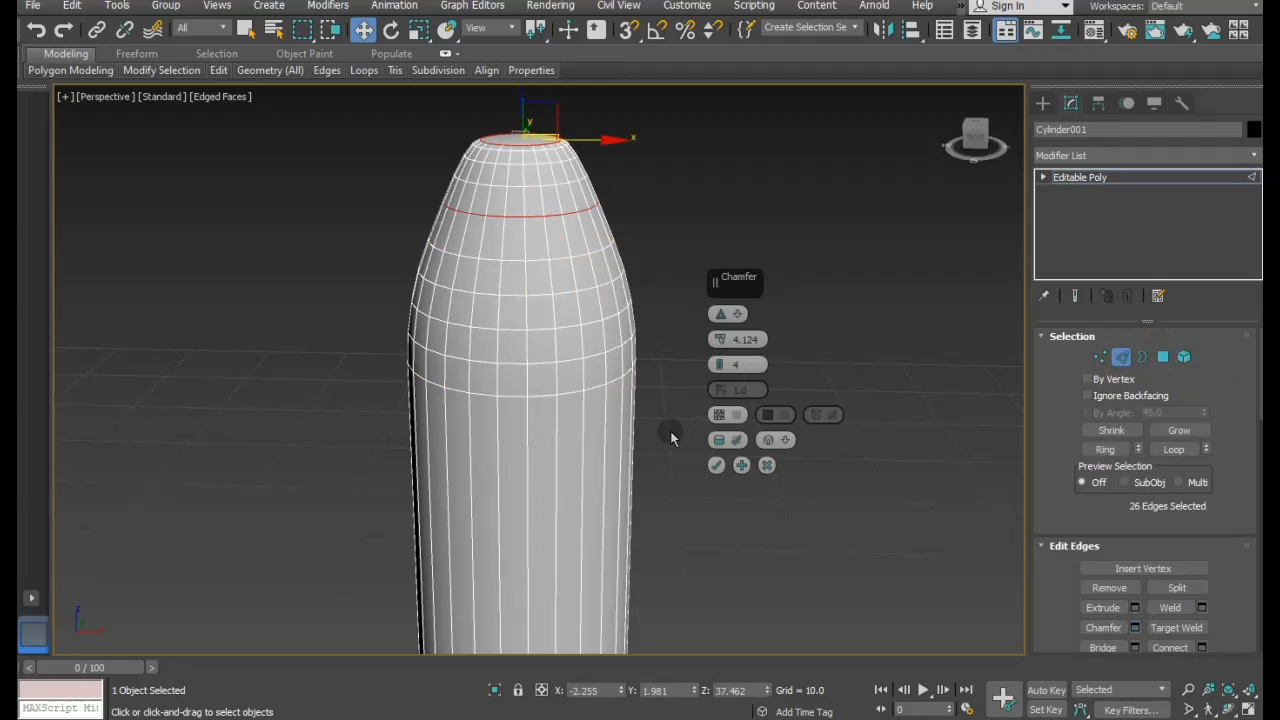 File Edit Tools Group Views Create Modifiers Animation Graph Editors Rendering Civil View Customize Scripting Content Arnold Help Sign In Workspaces: Default
All View Create Selection Se
Modeling Freeform Selection Object Paint Populate
Polygon Modeling Modify Selection Edit Geometry (All) Edges Loops Tris Subdivision Align Properties
[+] [Perspective] [Standard] [Edged Faces]
y
x
Cylinder001
Modifier List
Editable Poly
Chamfer
4.124
4
1.0
Selection
By Vertex
Ignore Backfacing
By Angle: 45.0
Shrink Grow
Ring Loop
Preview Selection
Off SubObj Multi
26 Edges Selected
Edit Edges
Insert Vertex
Remove Split
Extrude Weld
Chamfer Target Weld
Bridge Connect
z
0 / 100
1 Object Selected X: -2.255 Y: 1.981 Z: 37.462 Grid = 10.0 Auto Key Selected
MAXScript Mi Click or click-and-drag to select objects Add Time Tag 0 Set Key Key Filters...